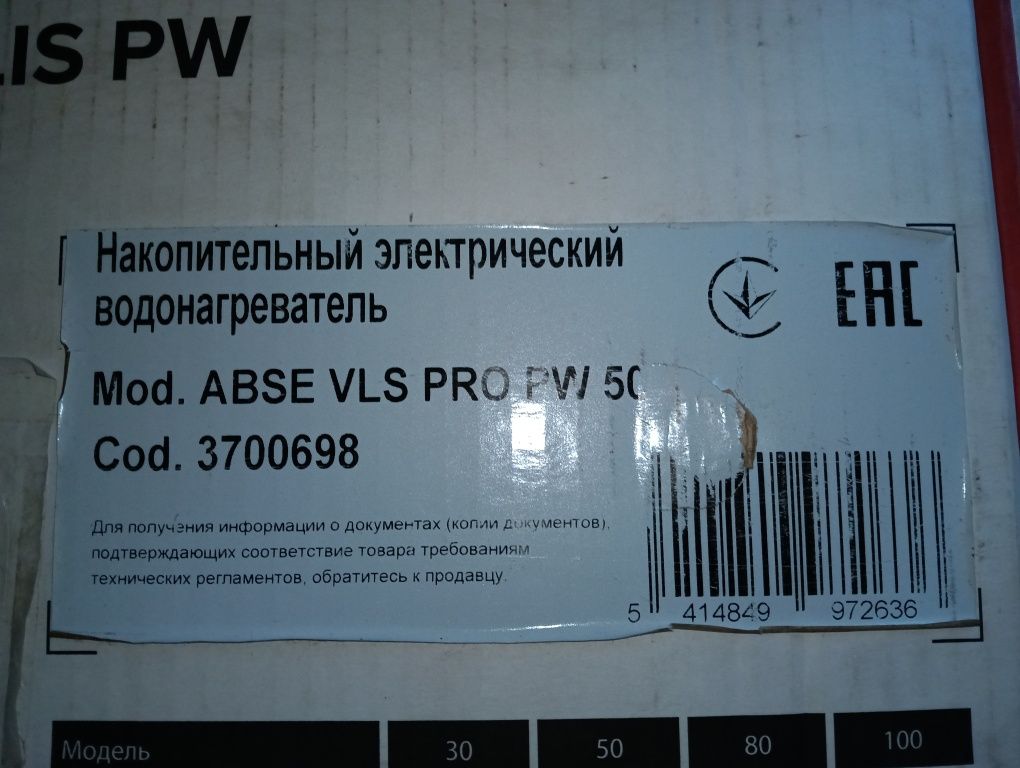 LIS PW
Накопительный электрический
водонагреватель
EAC
Mod. ABSE VLS PRO PW 50
Cod. 3700698
Для получения информации о документах (копии документов),
подтверждающих соответствие товара требованиям
технических регламентов, обратитесь к продавцу.
5 414849 972636
Модель 30 50 80 100